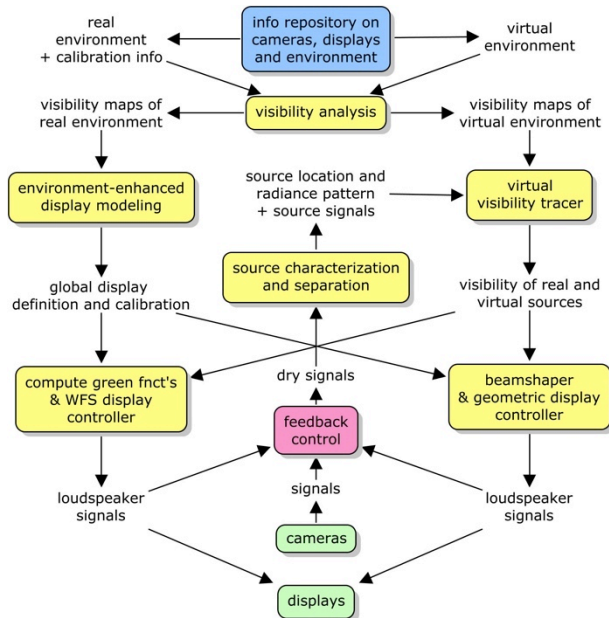 real
environment
+ calibration info
info repository on
cameras, displays
and environment
virtual
environment
visibility maps of
real environment
visibility analysis
visibility maps of
virtual environment
environment-enhanced
display modeling
source location and
radiance pattern
+ source signals
virtual
visibility tracer
global display
definition and calibration
source characterization
and separation
visibility of real and
virtual sources
compute green fnct's
& WFS display
controller
dry signals
beamshaper
& geometric display
controller
feedback
control
loudspeaker
signals
signals
loudspeaker
signals
cameras
displays